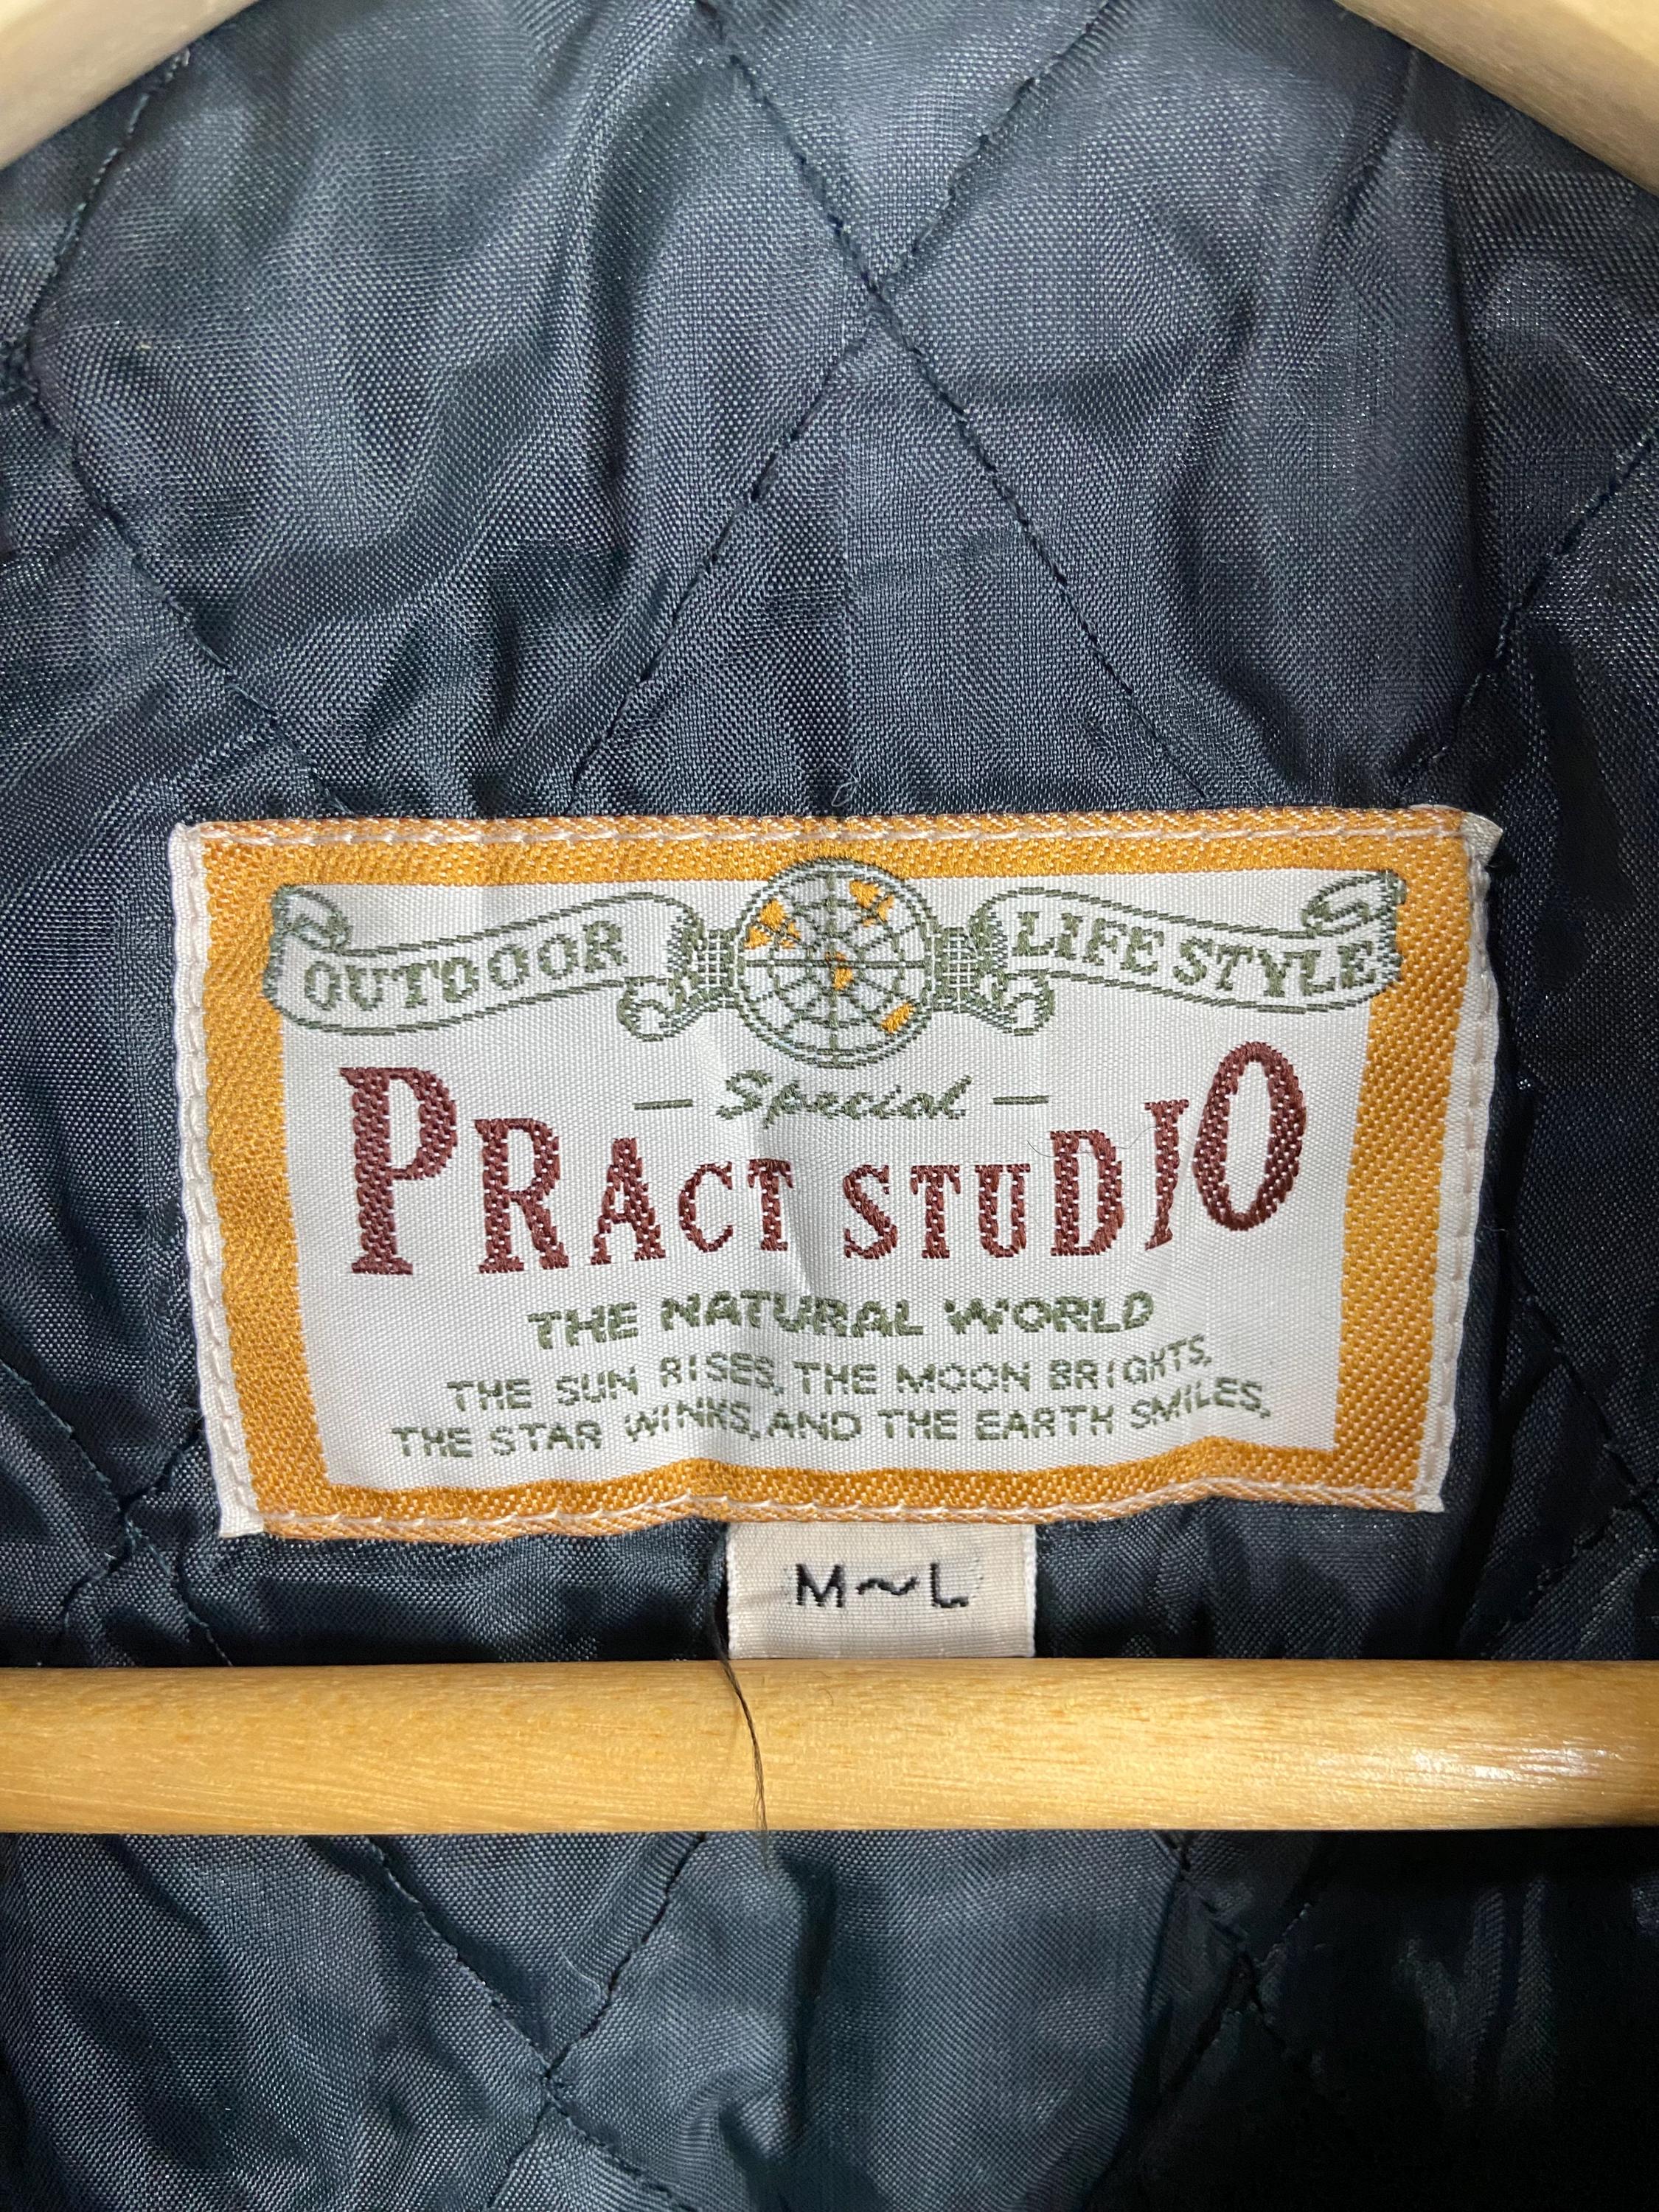 OUTDOOR LIFE STYLE
— Special —
PRACT STUDIO
THE NATURAL WORLD
THE SUN RISES, THE MOON BRIGHTS,
THE STAR WINKS, AND THE EARTH SMILES,
M~L